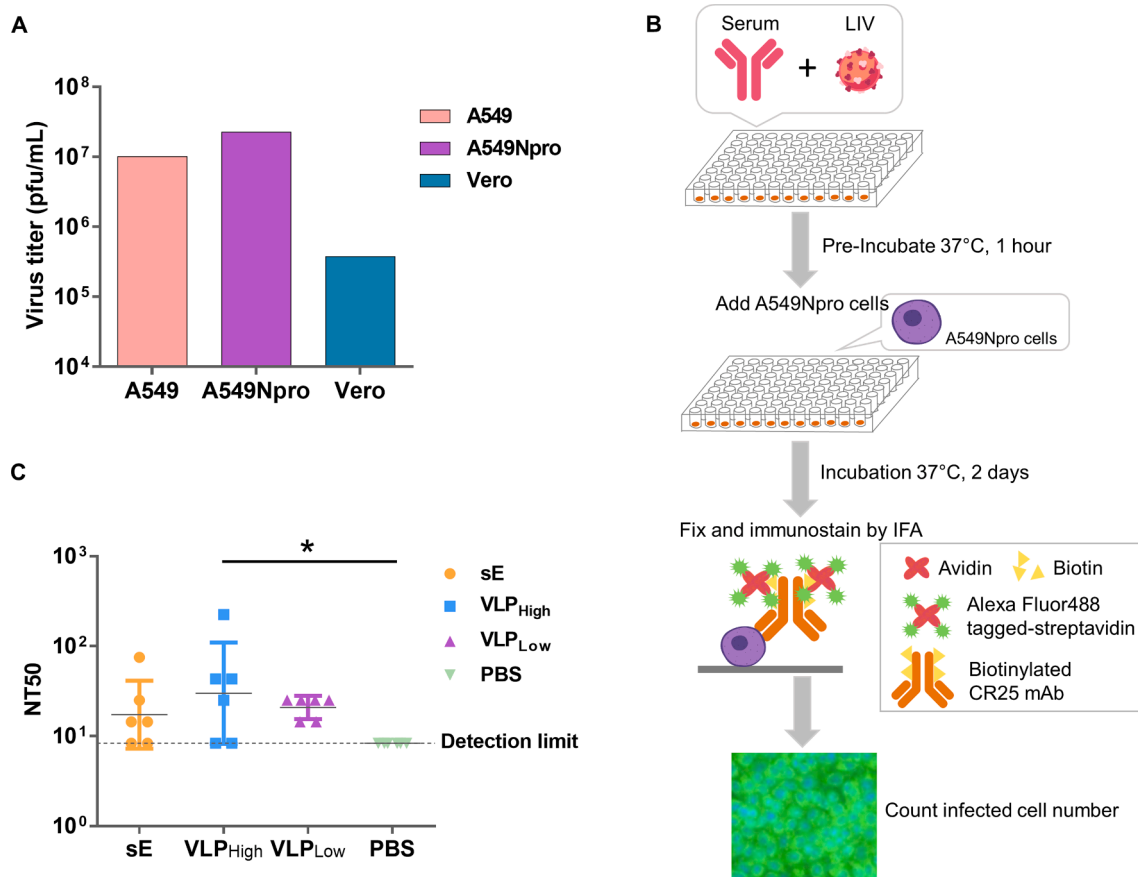 A
Virus titer (pfu/mL)
10^8
10^7
10^6
10^5
10^4
A549
A549Npro
Vero
A549
A549Npro
Vero
B
Serum
+
LIV
Pre-Incubate 37°C, 1 hour
Add A549Npro cells
A549Npro cells
Incubation 37°C, 2 days
Fix and immunostain by IFA
Avidin
Biotin
Alexa Fluor488
tagged-streptavidin
Biotinylated
CR25 mAb
Count infected cell number
C
NT50
10^3
10^2
10^1
10^0
*
sE
VLP_High
VLP_Low
PBS
Detection limit
sE
VLP_High
VLP_Low
PBS